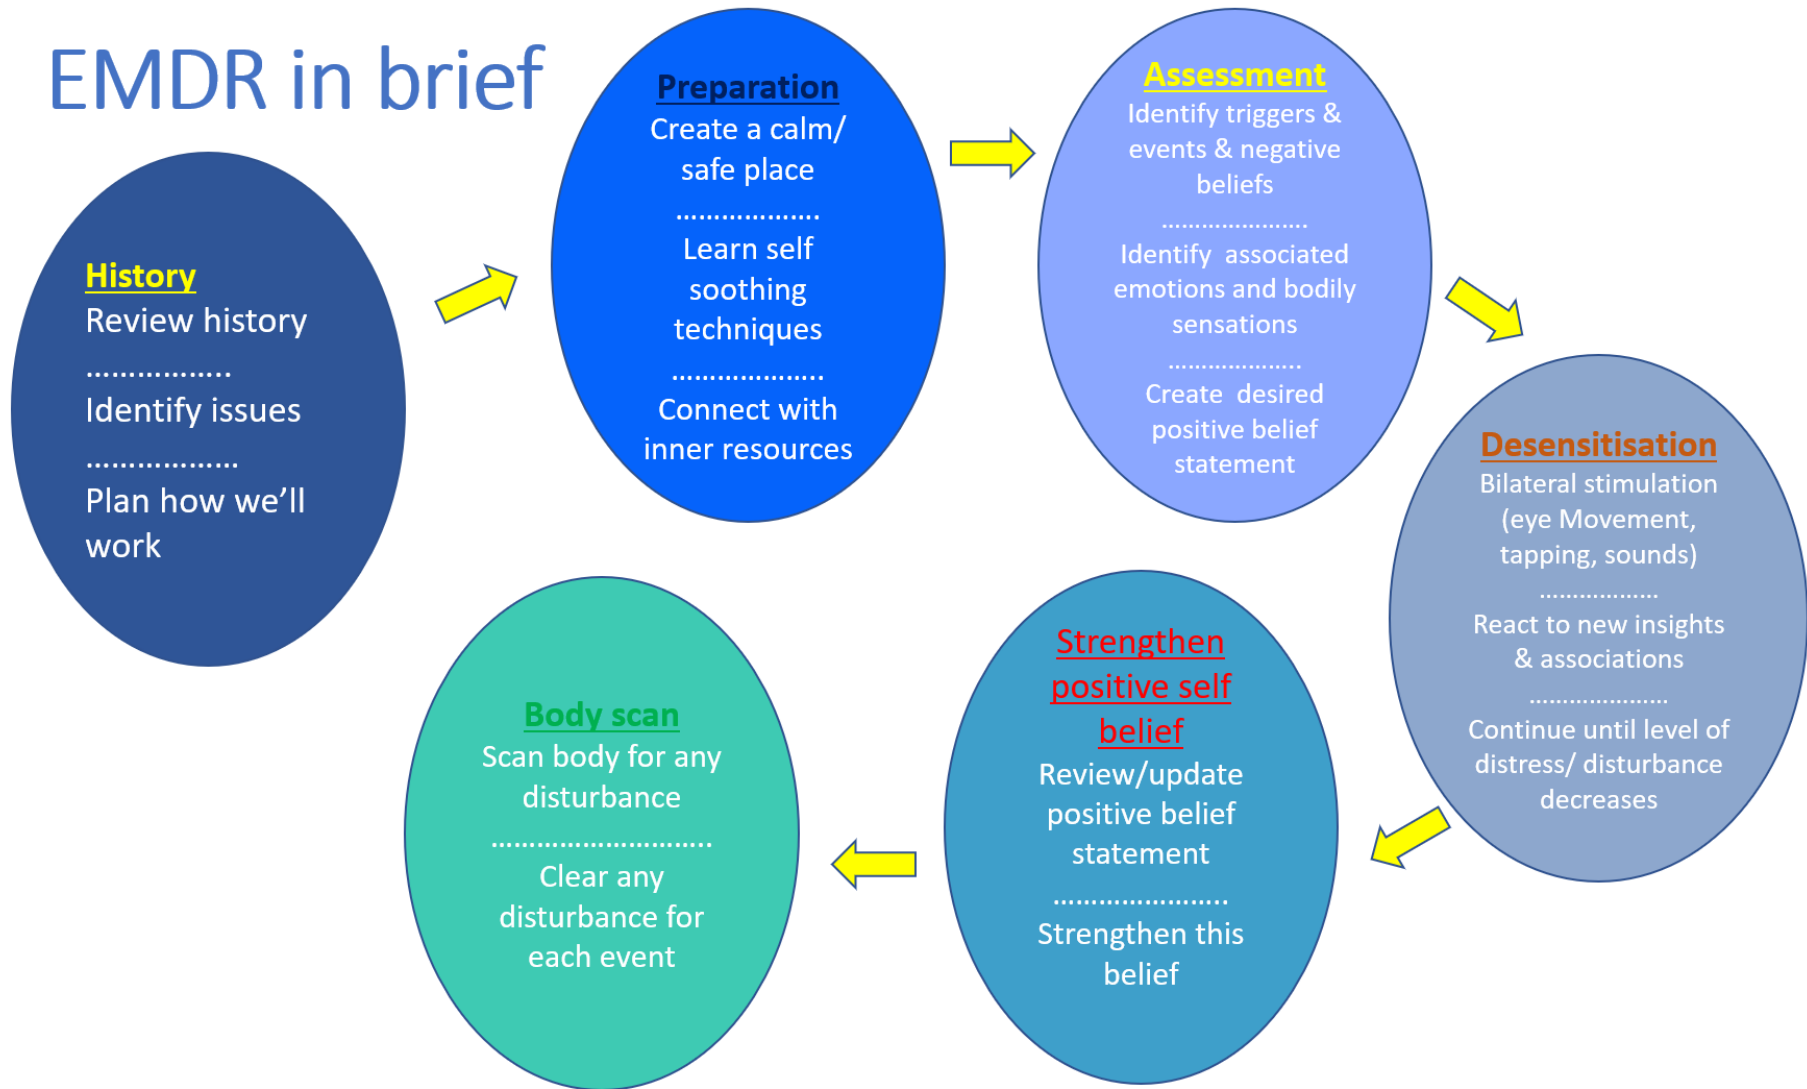 EMDR in brief
History
Review history
……………..
Identify issues
………………
Plan how we’ll
work
Preparation
Create a calm/
safe place
……………….
Learn self
soothing
techniques
………………..
Connect with
inner resources
Assessment
Identify triggers &
events & negative
beliefs
………………….
Identify  associated
emotions and bodily
sensations
………………..
Create  desired
positive belief
statement
Desensitisation
Bilateral stimulation
(eye Movement,
tapping, sounds)
………………
React to new insights
& associations
…………………
Continue until level of
distress/ disturbance
decreases
Strengthen
positive self
belief
Review/update
positive belief
statement
…………………..
Strengthen this
belief
Body scan
Scan body for any
disturbance
………………………..
Clear any
disturbance for
each event